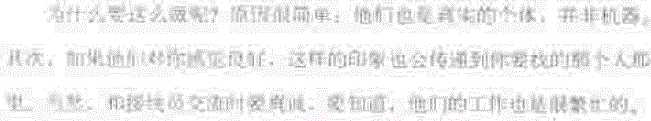 为什么要这么做呢？原因很简单：他们也是真实的个体，并非机器。
其次，如果他们对你感觉良好，这样的印象也会传递到你要找的那个人那
里。当然，和接线员交流时要真诚。要知道，他们的工作也是很繁忙的。